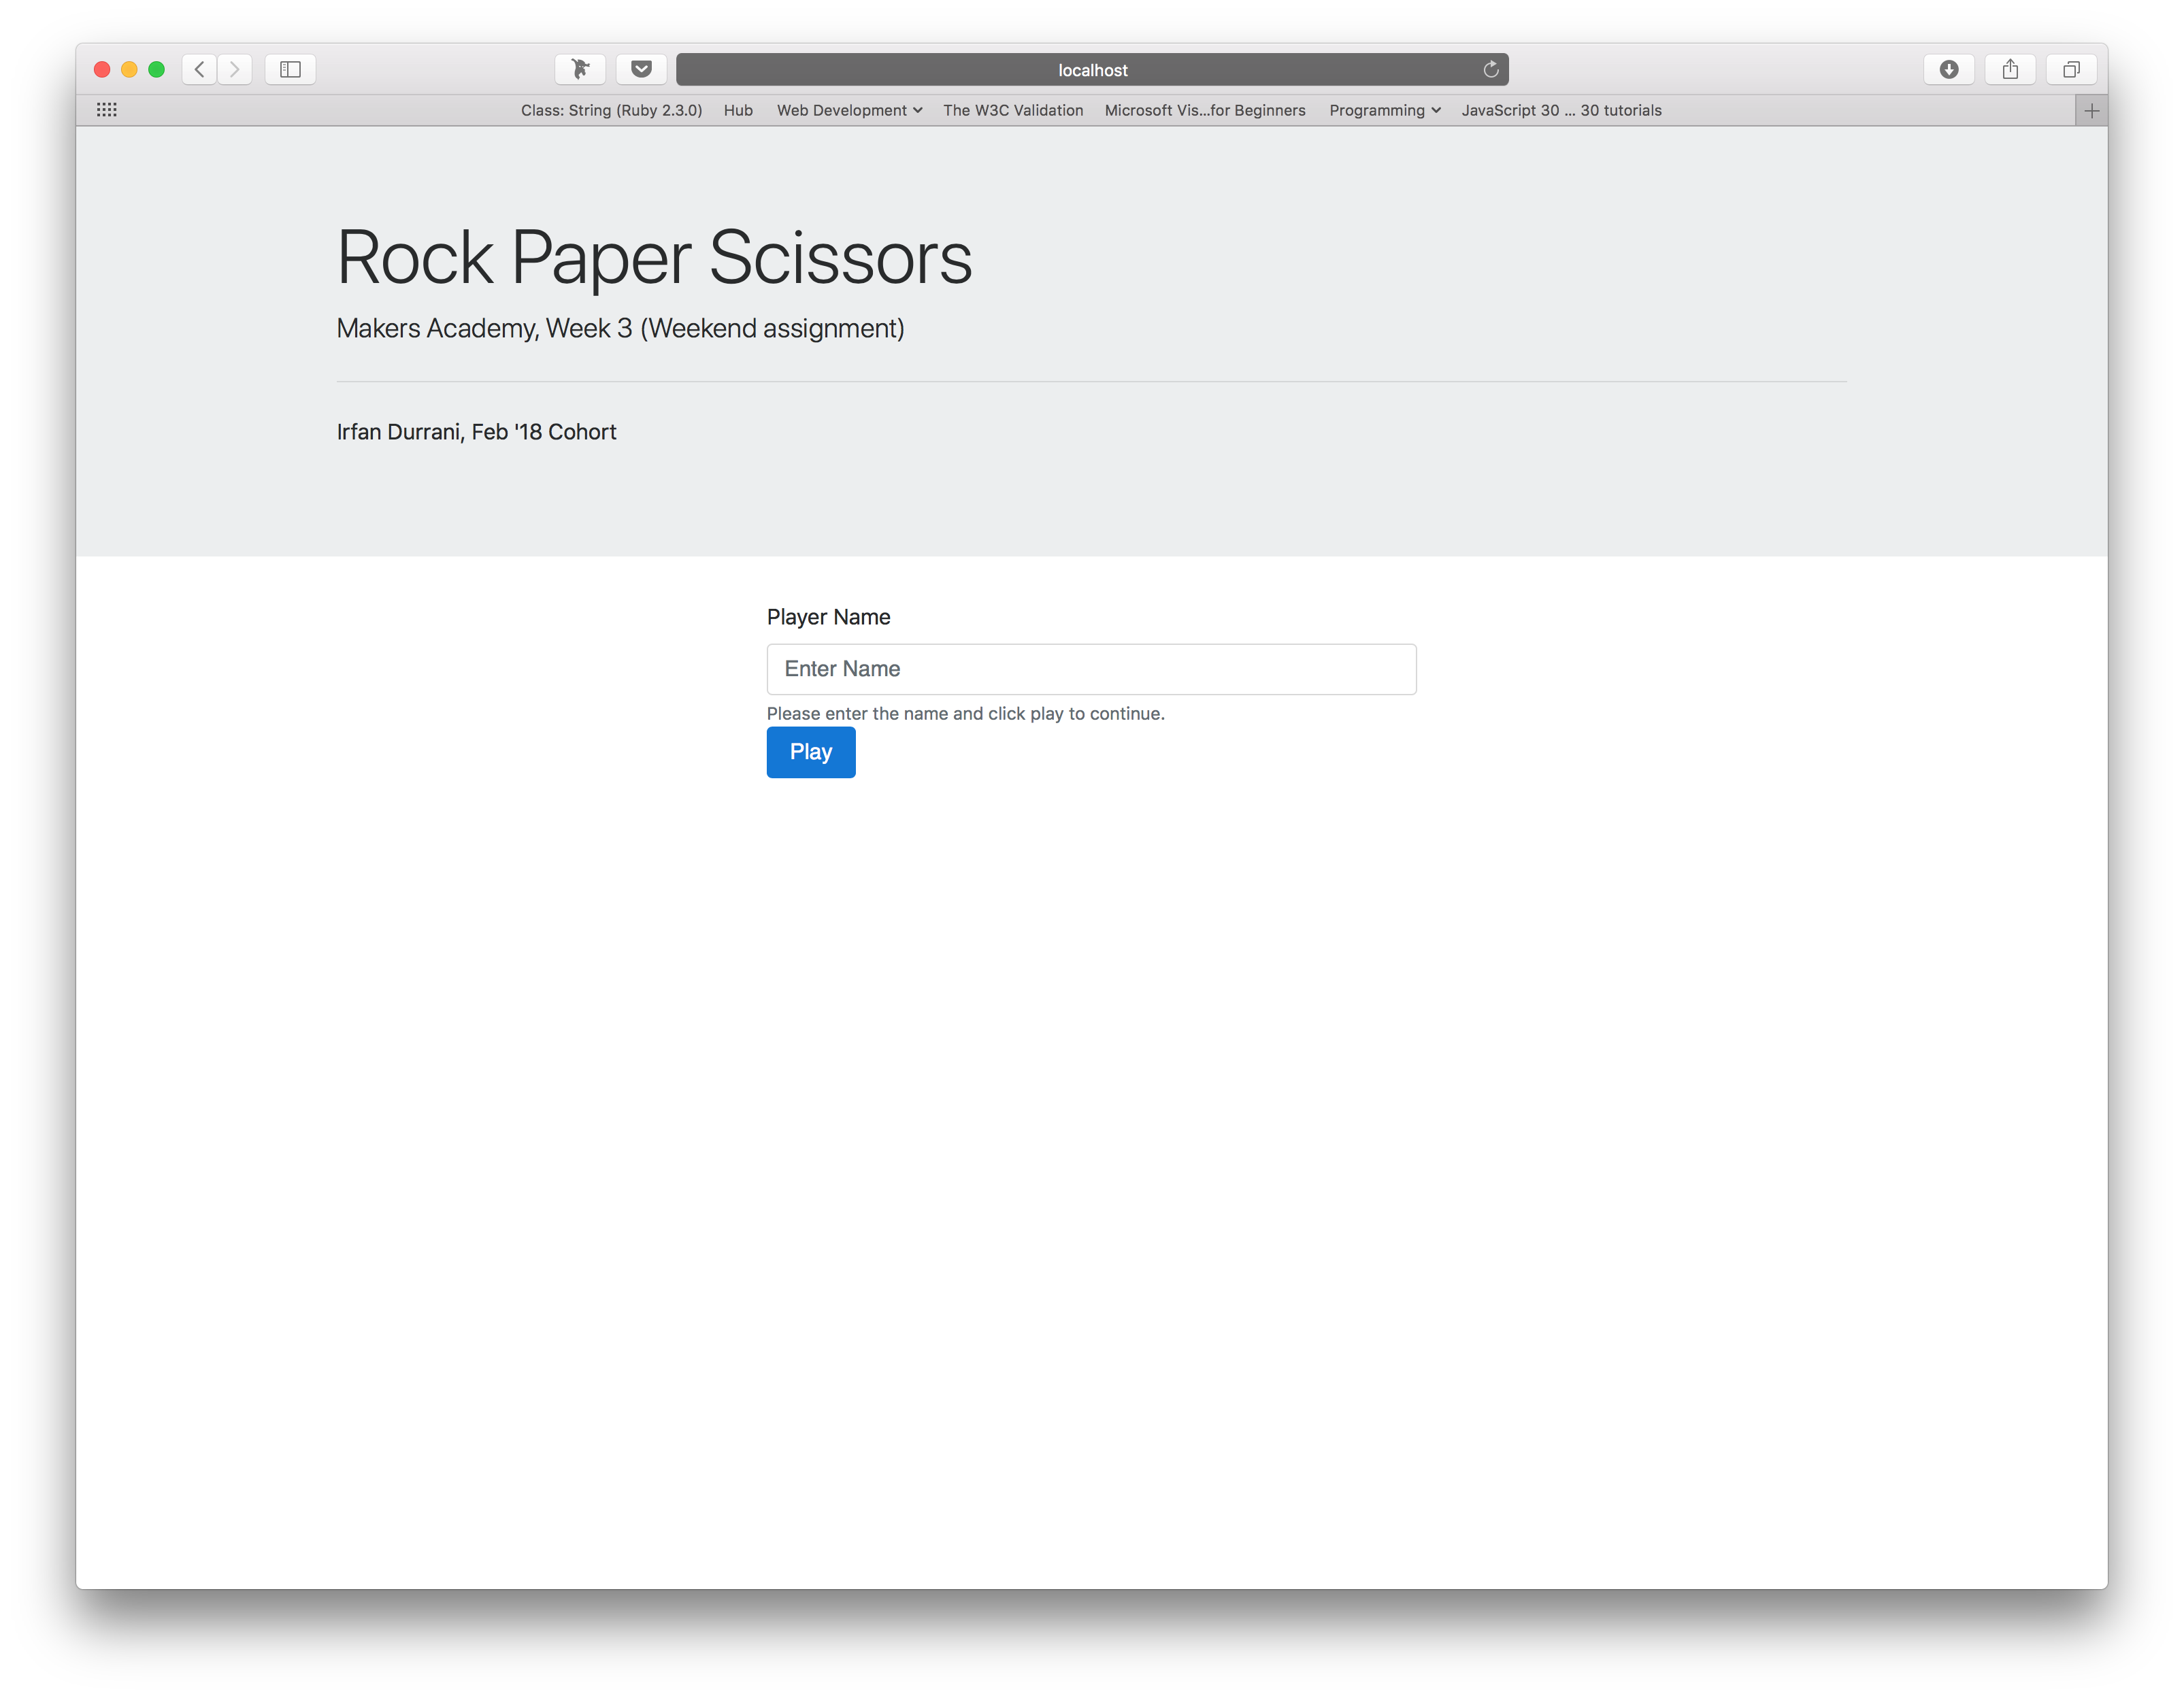 localhost
Class: String (Ruby 2.3.0) Hub Web Development The W3C Validation Microsoft Vis...for Beginners Programming JavaScript 30 ... 30 tutorials
Rock Paper Scissors
Makers Academy, Week 3 (Weekend assignment)
Irfan Durrani, Feb '18 Cohort
Player Name
Enter Name
Please enter the name and click play to continue.
Play